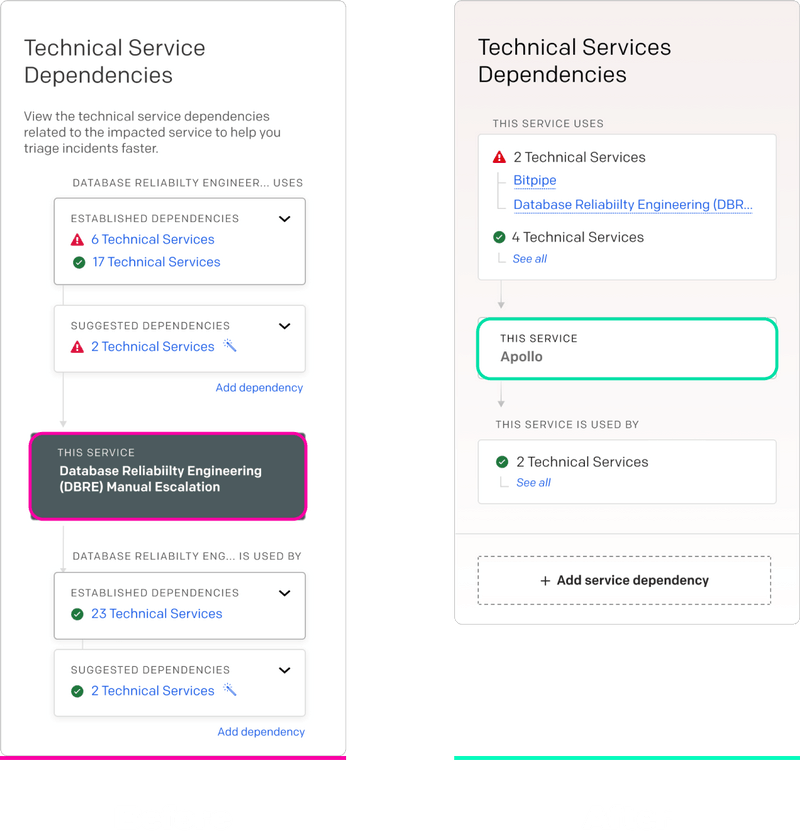 Technical Service
Dependencies
View the technical service dependencies
related to the impacted service to help you
triage incidents faster.
DATABASE RELIABILTY ENGINEER... USES
ESTABLISHED DEPENDENCIES
6 Technical Services
17 Technical Services
SUGGESTED DEPENDENCIES
2 Technical Services
Add dependency
THIS SERVICE
Database Reliabiilty Engineering
(DBRE) Manual Escalation
DATABASE RELIABILTY ENG... IS USED BY
ESTABLISHED DEPENDENCIES
23 Technical Services
SUGGESTED DEPENDENCIES
2 Technical Services
Add dependency
Technical Services
Dependencies
THIS SERVICE USES
2 Technical Services
Bitpipe
Database Reliabiilty Engineering (DBR...
4 Technical Services
See all
THIS SERVICE
Apollo
THIS SERVICE IS USED BY
2 Technical Services
See all
+ Add service dependency